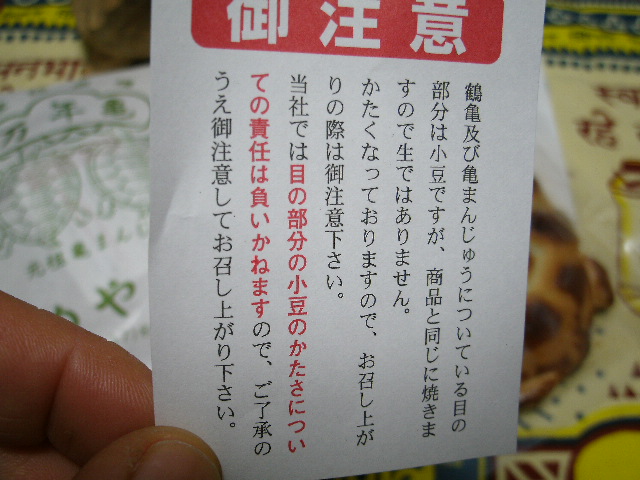 御注意
鶴亀及び亀まんじゅうについている目の
部分は小豆ですが、商品と同じに焼きま
すので生ではありません。
かたくなっておりますので、お召し上が
りの際は御注意下さい。
当社では目の部分の小豆のかたさについ
ての責任は負いかねますので、ご了承の
うえ御注意してお召し上がり下さい。
万年亀